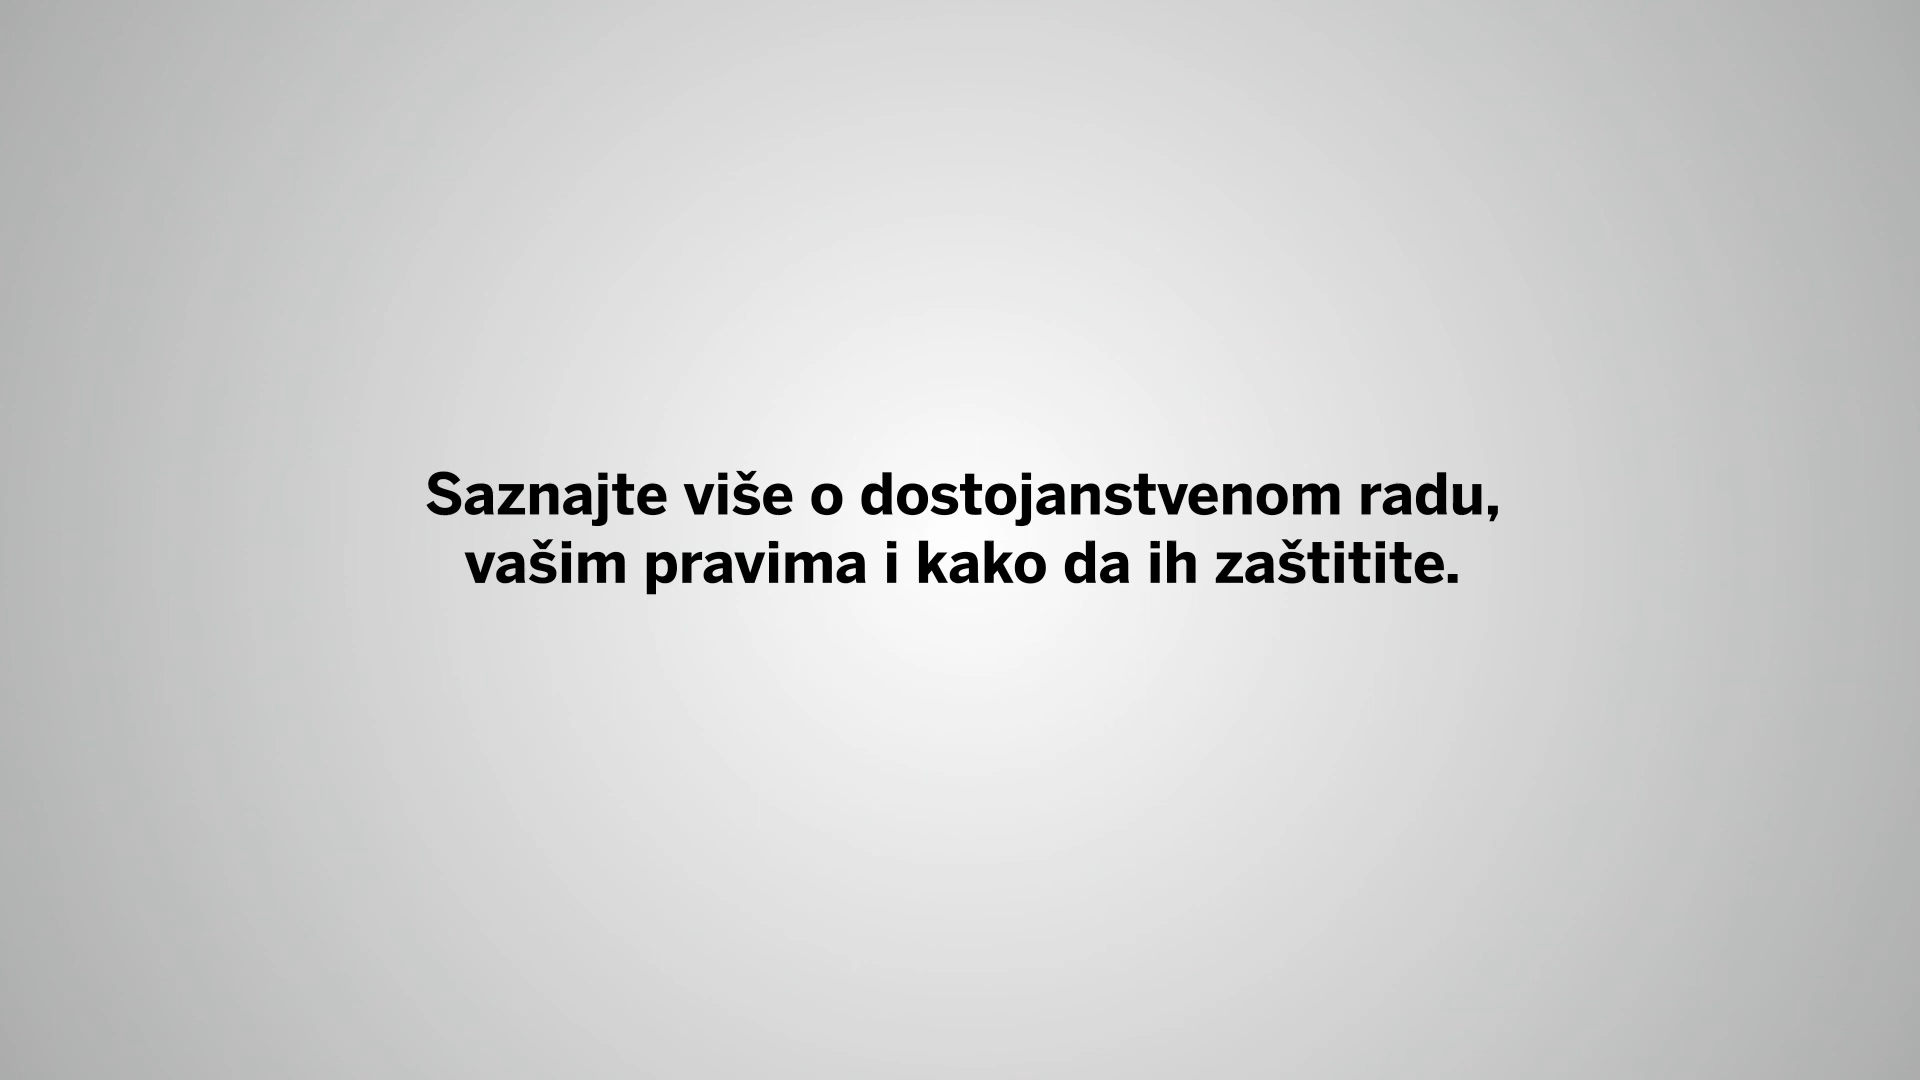 Saznajte više o dostojanstvenom radu,
vašim pravima i kako da ih zaštitite.